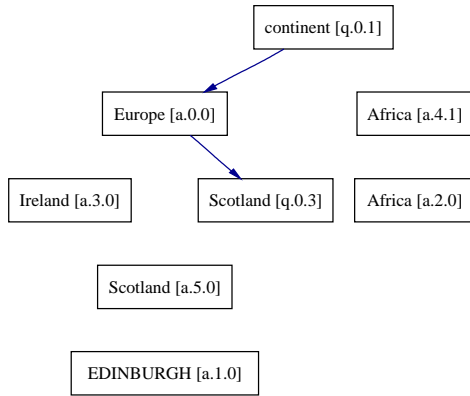 continent [q.0.1]
Europe [a.0.0]
Africa [a.4.1]
Ireland [a.3.0]
Scotland [q.0.3]
Africa [a.2.0]
Scotland [a.5.0]
EDINBURGH [a.1.0]